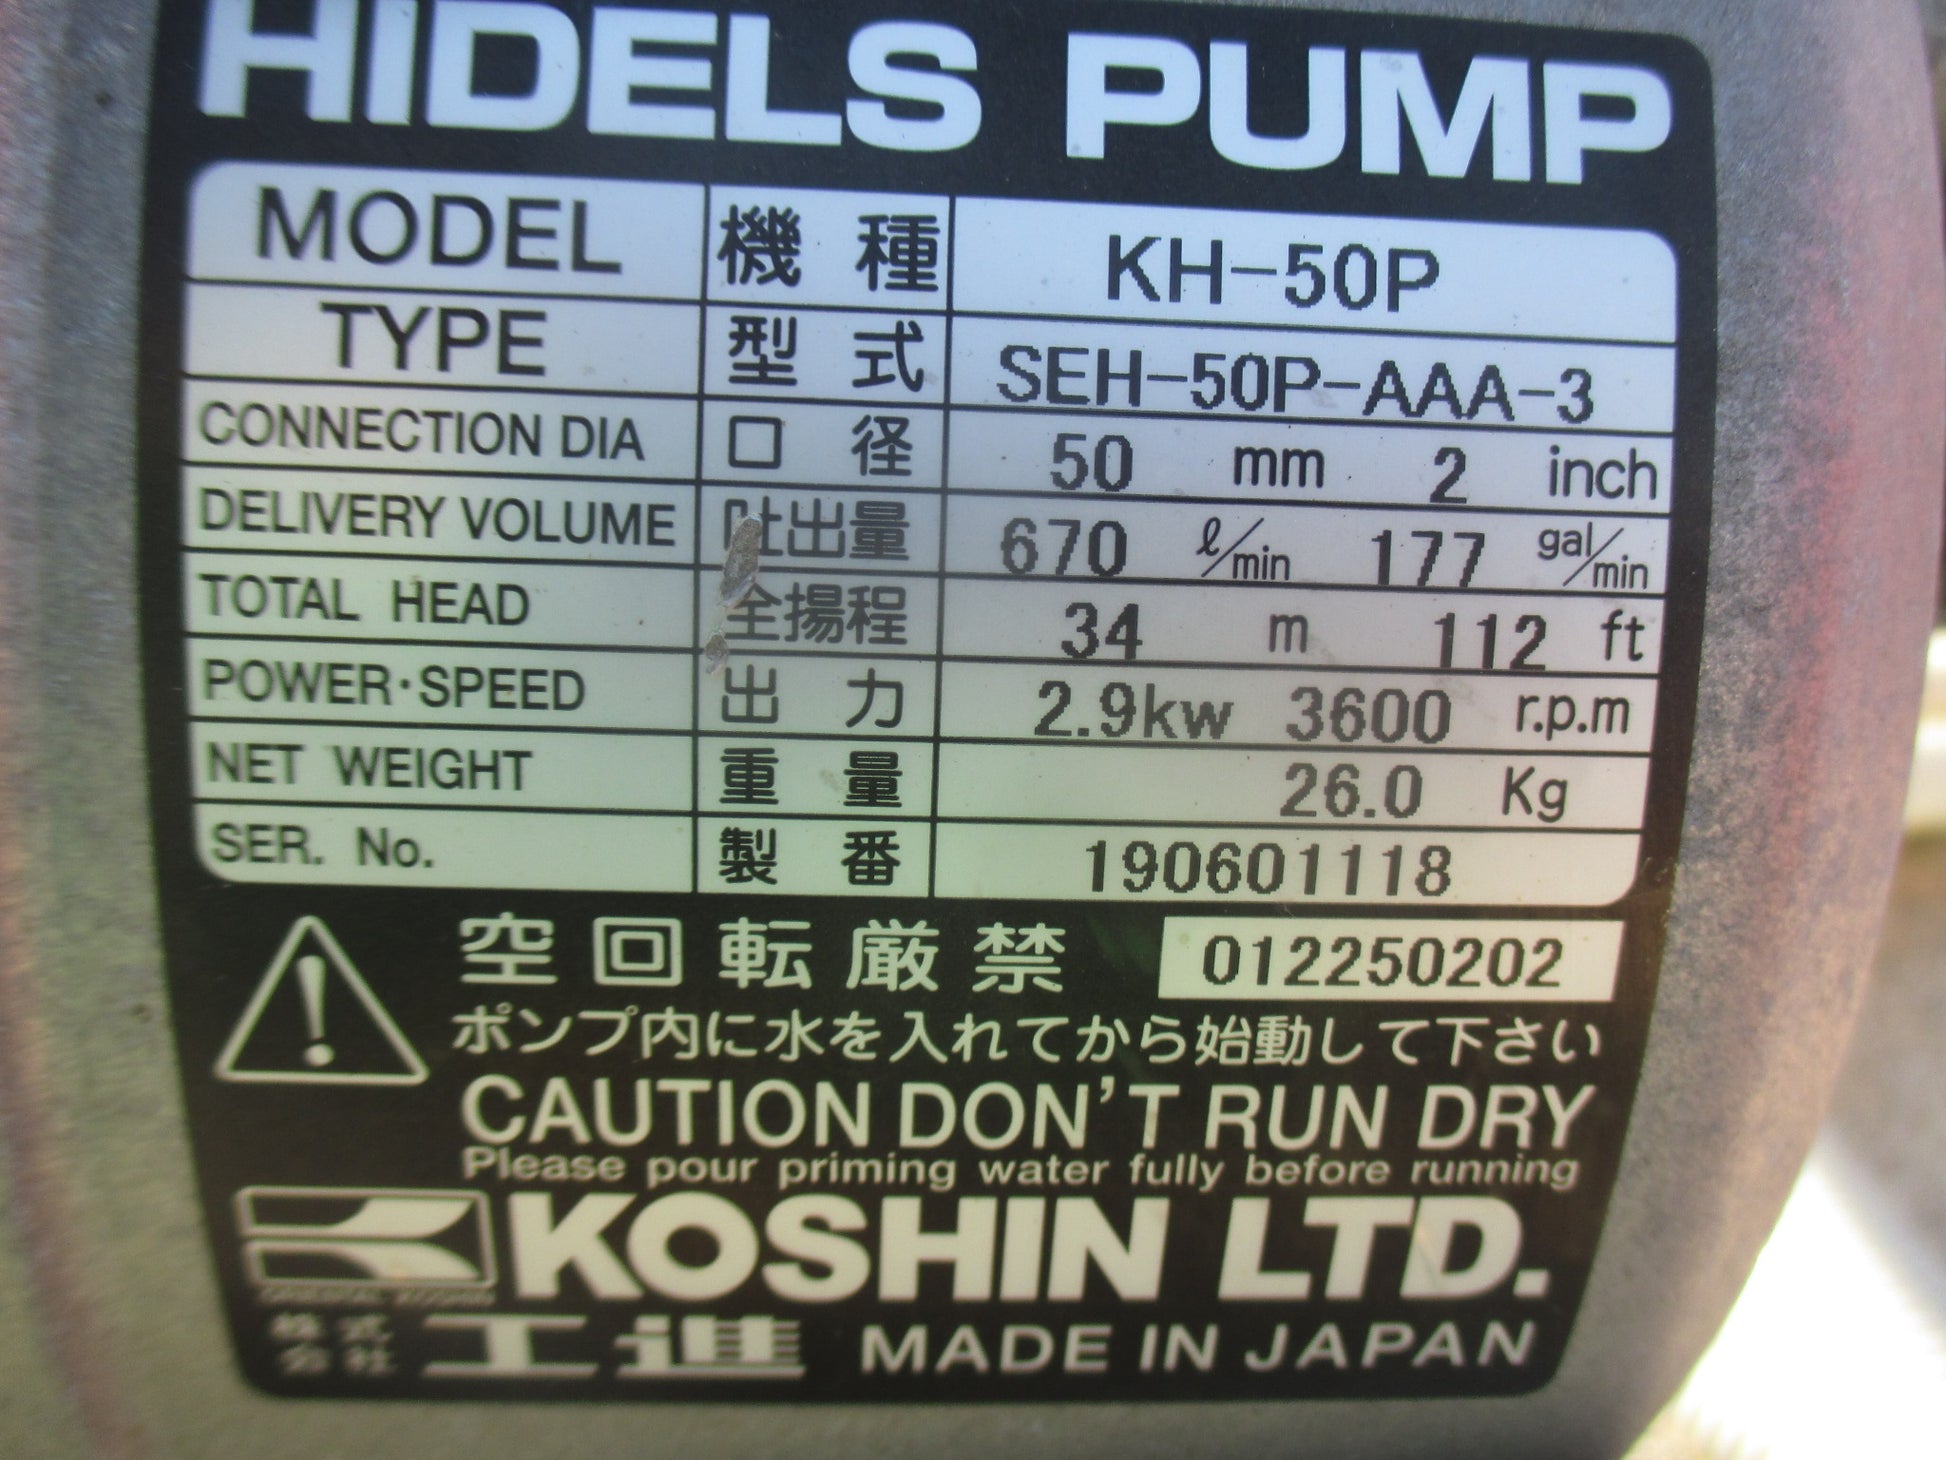 HIDELS PUMP
MODEL 機種 KH-50P
TYPE 型式 SEH-50P-AAA-3
CONNECTION DIA 口径 50 mm 2 inch
DELIVERY VOLUME 吐出量 670 ℓ/min 177 gal/min
TOTAL HEAD 全揚程 34 m 112 ft
POWER・SPEED 出力 2.9kw 3600 r.p.m
NET WEIGHT 重量 26.0 Kg
SER. No. 製番 190601118
空回転厳禁 012250202
ポンプ内に水を入れてから始動して下さい
CAUTION DON'T RUN DRY
Please pour priming water fully before running
KOSHIN LTD.
ORIENTAL KOSHIN
株式会社 工進 MADE IN JAPAN